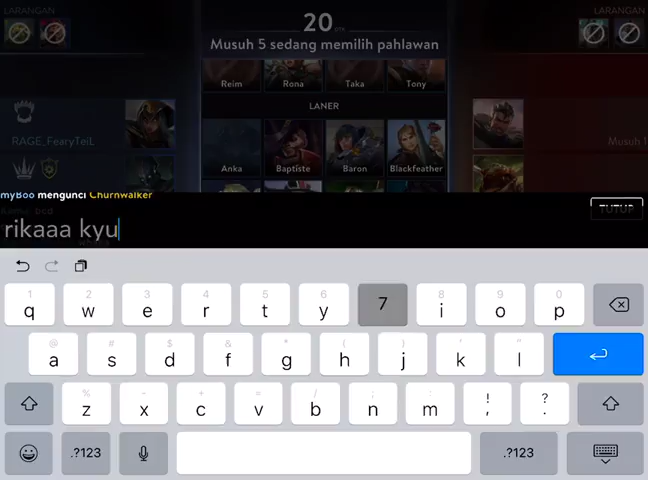 LARANGAN
20
LARANGAN
Musuh 5 sedang memilih pahlawan
Reim
Rona
Taka
Tony
LANER
RAGE_FearyTeiL
Anka
Baptiste
Baron
Blackfeather
myBoo mengunci Churnwalker
TUTUP
rikaaa kyu
1 2 3 4 5 6 8 9 0
q w e r t y 7 i o p
@ # $ & * ( ) ' "
a s d f g h j k l
% - + = / ; : ! ?
z x c v b n m , .
.?123
.?123